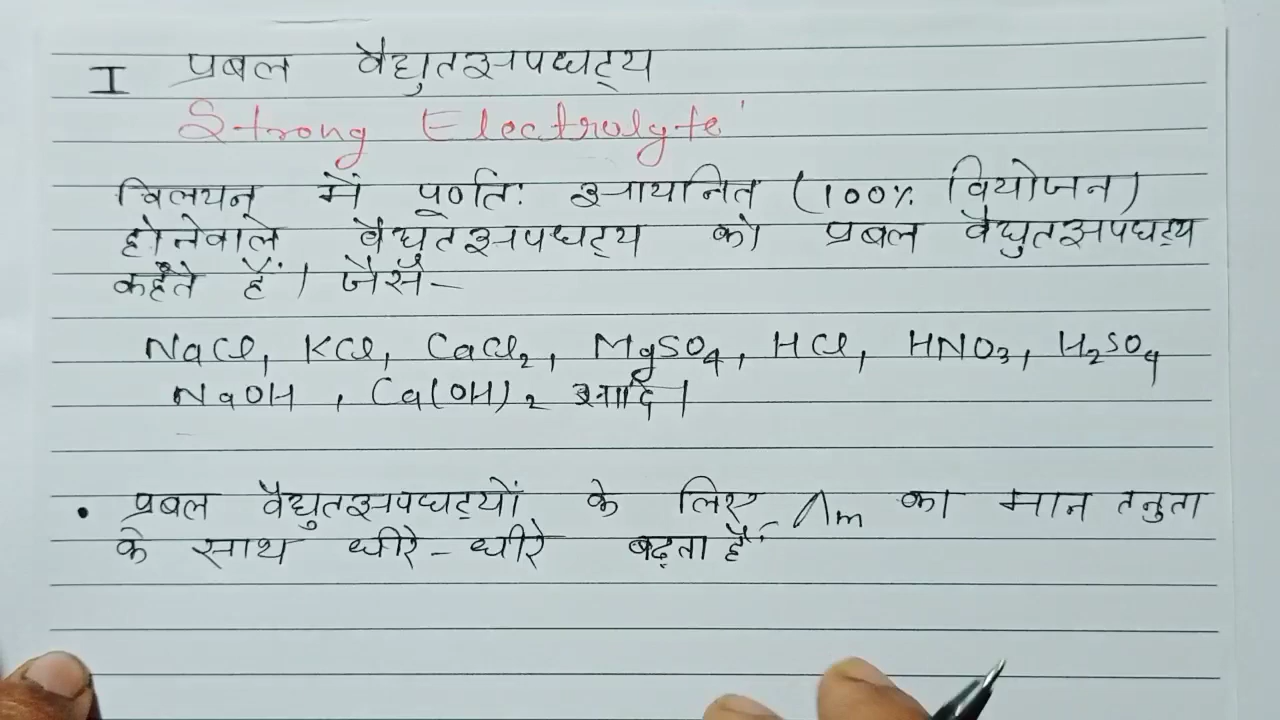 I प्रबल वैद्युतअपघट्य
Strong Electrolyte
विलयन में पूर्णतः आयनित (100% वियोजन)
होनेवाले वैद्युतअपघट्य को प्रबल वैद्युतअपघट्य
कहते हैं। जैसे–
NaCl, KCl, CaCl₂, MgSO₄, HCl, HNO₃, H₂SO₄
NaOH, Ca(OH)₂ आदि।
• प्रबल वैद्युतअपघट्यों के लिए Λm का मान तनुता
के साथ धीरे-धीरे बढ़ता है